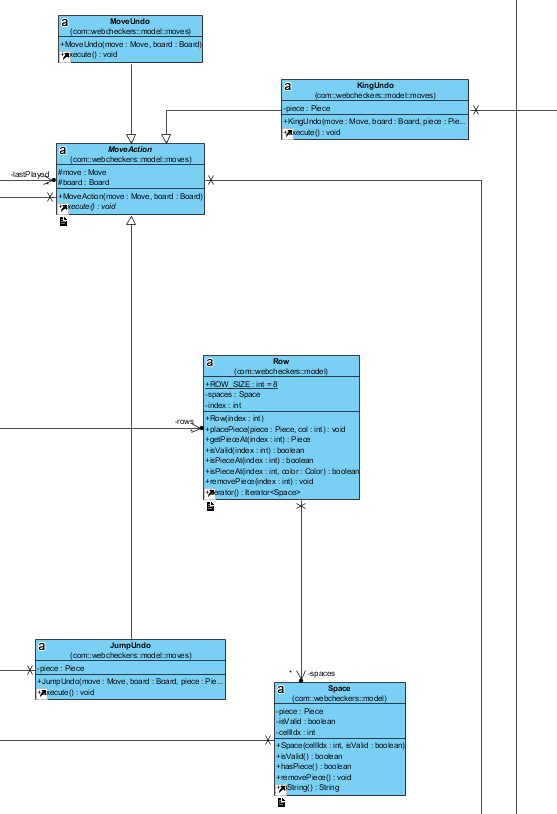 a
MoveUndo
(com::webcheckers::model::moves)
+MoveUndo(move : Move, board : Board)
xecute() : void
a
KingUndo
(com::webcheckers::model::moves)
-piece : Piece
+KingUndo(move : Move, board : Board, piece : Pie...
xecute() : void
a
MoveAction
(com::webcheckers::model::moves)
#move : Move
#board : Board
+MoveAction(move : Move, board : Board)
xecute() : void
-lastPlayed
a
Row
(com::webcheckers::model)
+ROW_SIZE : int = 8
-spaces : Space
-index : int
+Row(index : int)
+placePiece(piece : Piece, col : int) : void
+getPieceAt(index : int) : Piece
+isValid(index : int) : boolean
+isPieceAt(index : int) : boolean
+isPieceAt(index : int, color : Color) : boolean
+removePiece(index : int) : void
+iterator() : Iterator<Space>
-rows
*
a
JumpUndo
(com::webcheckers::model::moves)
-piece : Piece
+JumpUndo(move : Move, board : Board, piece : Pie...
xecute() : void
* -spaces
a
Space
(com::webcheckers::model)
-piece : Piece
-isValid : boolean
-cellIdx : int
+Space(cellIdx : int, isValid : boolean)
+isValid() : boolean
+hasPiece() : boolean
+removePiece() : void
+toString() : String